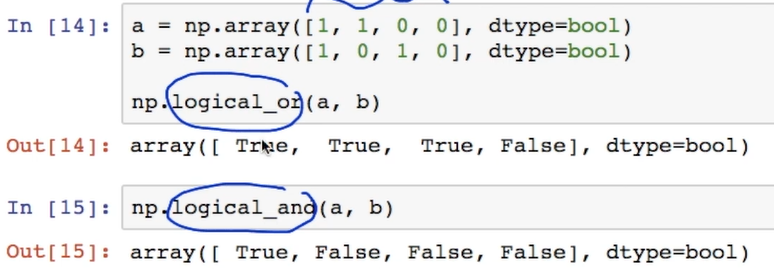 In [14]: a = np.array([1, 1, 0, 0], dtype=bool)
b = np.array([1, 0, 1, 0], dtype=bool)
np.logical_or(a, b)
Out[14]: array([ True,  True,  True, False], dtype=bool)
In [15]: np.logical_and(a, b)
Out[15]: array([ True, False, False, False], dtype=bool)